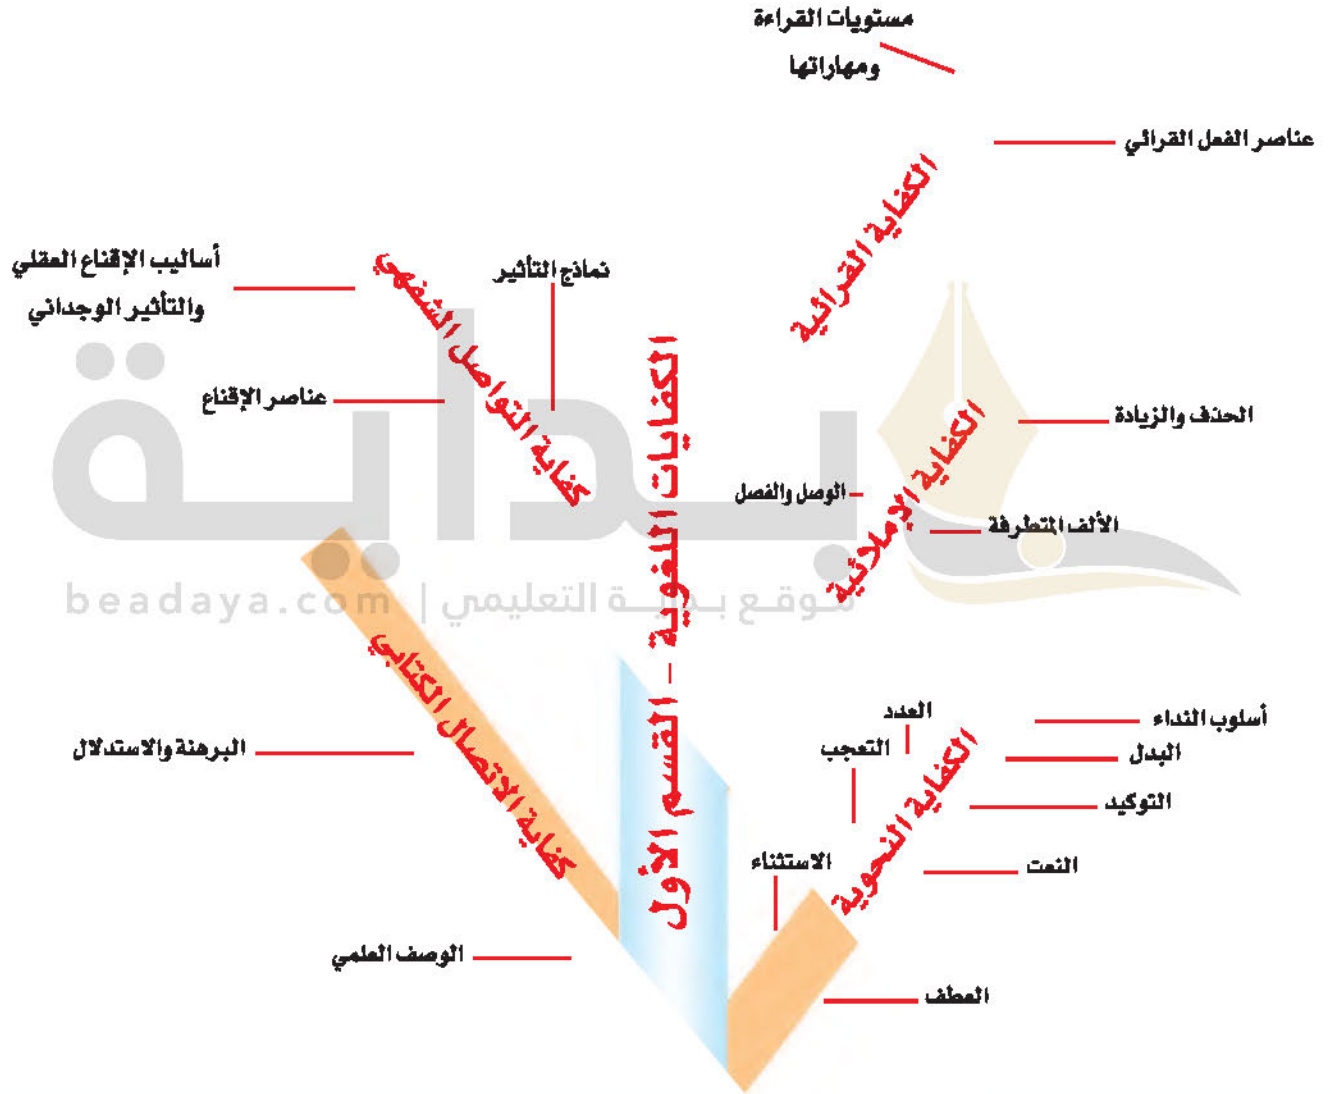 مستويات القراءة
ومهاراتها
عناصر الفعل القرائي
الكفاية القرائية
أساليب الإقناع العقلي
والتأثير الوجداني
نماذج التأثير
عناصر الإقناع
كفاية التواصل الشفهي
الكفايات اللغوية - القسم الأول
الحذف والزيادة
الوصل والفصل
الألف المتطرفة
الكفاية الإملائية
بداية
موقع بداية التعليمي | beadaya.com
كفاية الاتصال الكتابي
البرهنة والاستدلال
الوصف العلمي
أسلوب النداء
العدد
البدل
التعجب
التوكيد
الكفاية النحوية
النعت
الاستثناء
العطف